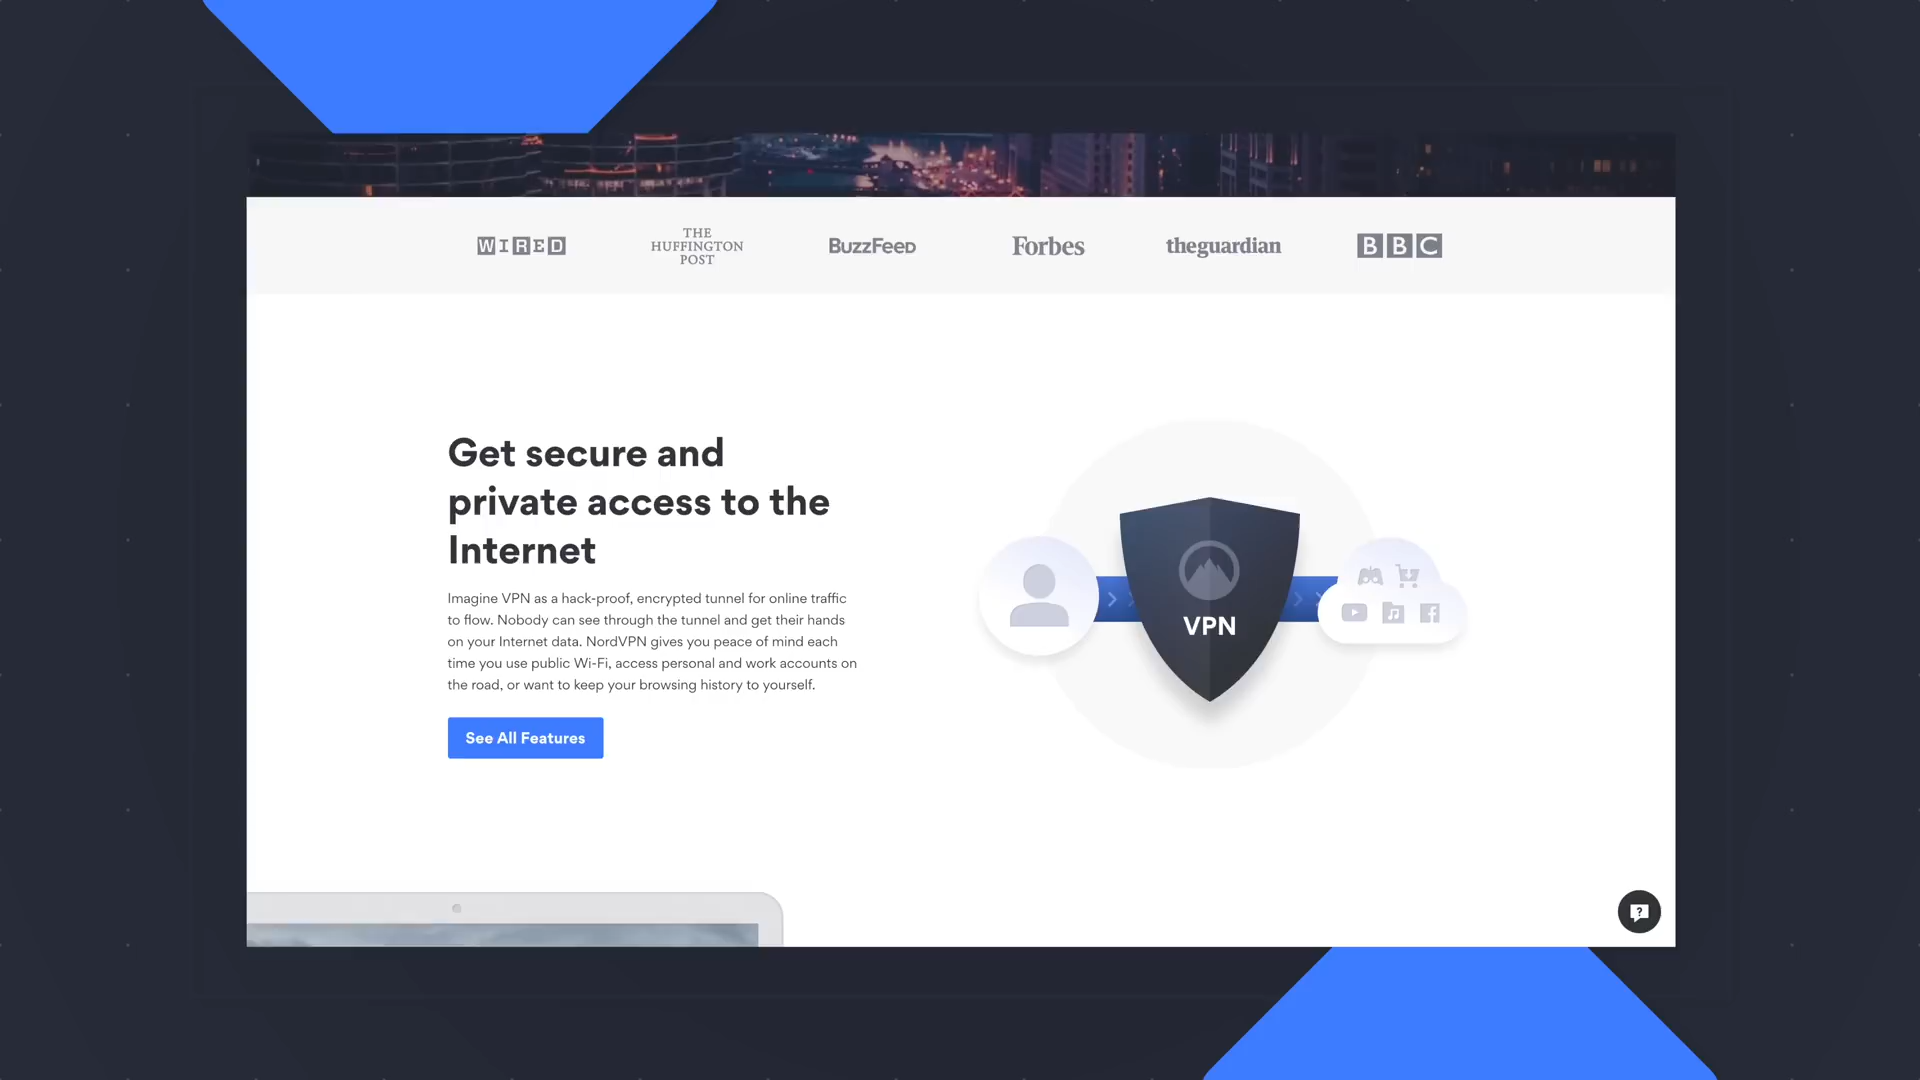 WIRED
THE
HUFFINGTON
POST
BuzzFeed
Forbes
theguardian
BBC
Get secure and
private access to the
Internet
Imagine VPN as a hack-proof, encrypted tunnel for online traffic
to flow. Nobody can see through the tunnel and get their hands
on your Internet data. NordVPN gives you peace of mind each
time you use public Wi-Fi, access personal and work accounts on
the road, or want to keep your browsing history to yourself.
See All Features
VPN